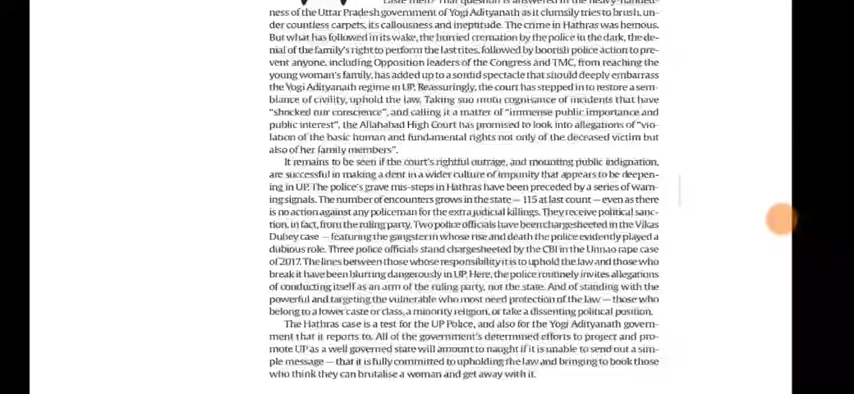 ness of the Uttar Pradesh government of Yogi Adityanath as it clumsily tries to brush, un-
der countless carpets, its callousness and ineptitude. The crime in Hathras was heinous.
But what has followed in its wake, the hurried cremation by the police in the dark, the de-
nial of the family's right to perform the last rites, followed by boorish police action to pre-
vent anyone, including Opposition leaders of the Congress and TMC, from reaching the
young woman's family, has added up to a sordid spectacle that should deeply embarrass
the Yogi Adityanath regime in UP. Reassuringly, the court has stepped in to restore a sem-
blance of civility, uphold the law. Taking suo motu cognisance of incidents that have
"shocked our conscience", and calling it a matter of "immense public importance and
public interest", the Allahabad High Court has promised to look into allegations of "vio-
lation of the basic human and fundamental rights not only of the deceased victim but
also of her family members".
It remains to be seen if the court's rightful outrage, and mounting public indignation,
are successful in making a dent in a wider culture of impunity that appears to be deepen-
ing in UP. The police's grave mis-steps in Hathras have been preceded by a series of warn-
ing signals. The number of encounters grows in the state — 115 at last count — even as there
is no action against any policeman for the extra judicial killings. They receive political sanc-
tion, in fact, from the ruling party. Two police officials have been chargesheeted in the Vikas
Dubey case — featuring the gangster in whose rise and death the police evidently played a
dubious role. Three police officials stand chargesheeted by the CBI in the Unnao rape case
of 2017. The lines between those whose responsibility it is to uphold the law and those who
break it have been blurring dangerously in UP. Here, the police routinely invites allegations
of conducting itself as an arm of the ruling party, not the state. And of standing with the
powerful and targeting the vulnerable who most need protection of the law — those who
belong to a lower caste or class, a minority religion, or take a dissenting political position.
The Hathras case is a test for the UP Police, and also for the Yogi Adityanath govern-
ment that it reports to. All of the government's determined efforts to project and pro-
mote UP as a well governed state will amount to naught if it is unable to send out a sim-
ple message — that it is fully committed to upholding the law and bringing to book those
who think they can brutalise a woman and get away with it.